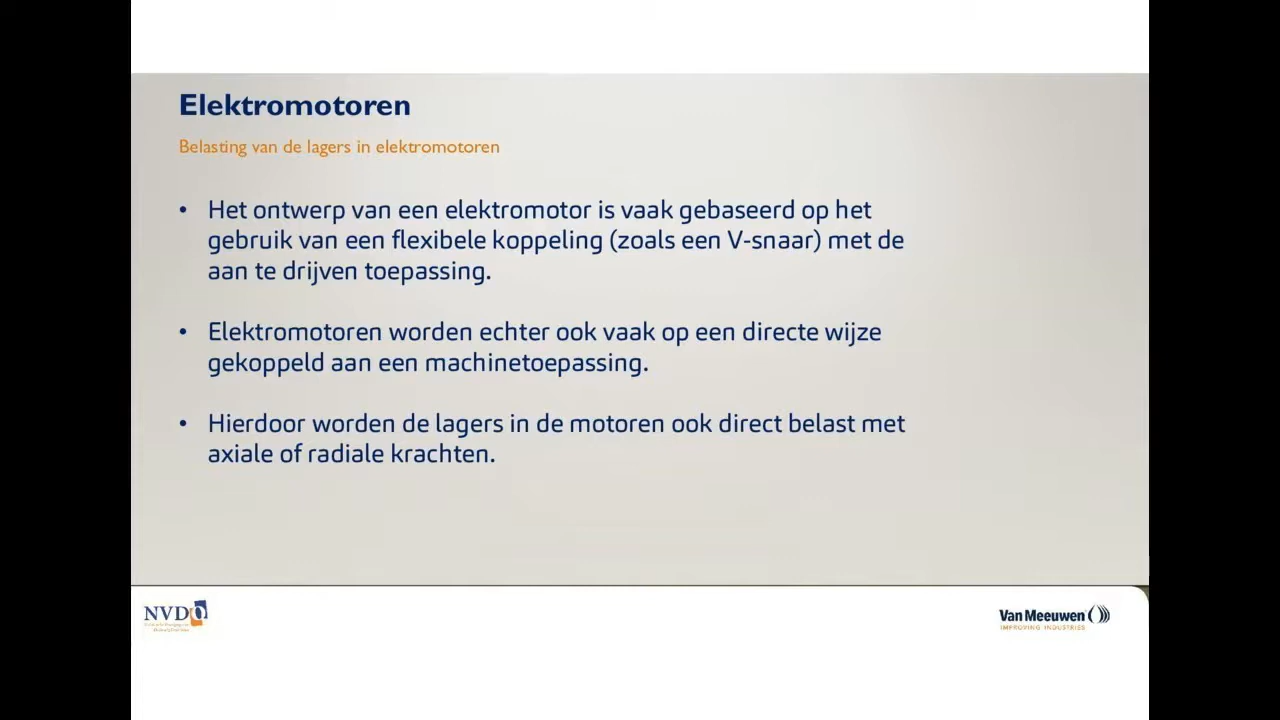 Elektromotoren
Belasting van de lagers in elektromotoren
• Het ontwerp van een elektromotor is vaak gebaseerd op het
gebruik van een flexibele koppeling (zoals een V-snaar) met de
aan te drijven toepassing.
• Elektromotoren worden echter ook vaak op een directe wijze
gekoppeld aan een machinetoepassing.
• Hierdoor worden de lagers in de motoren ook direct belast met
axiale of radiale krachten.
NVDO
Van Meeuwen
IMPROVING INDUSTRIES